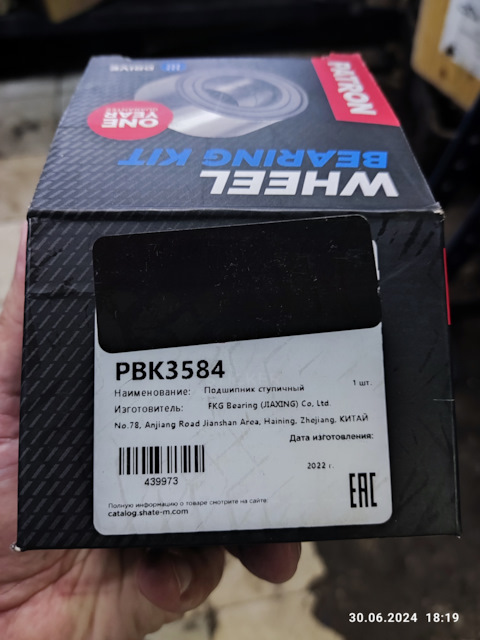 DRIVE
PATRON
ONE
YEAR
BEARING KIT
WHEEL
PBK3584
Наименование: Подшипник ступичный 1 шт.
Изготовитель: FKG Bearing (JIAXING) Co, Ltd.
No.78, Anjiang Road Jianshan Area, Haining, Zhejiang, КИТАЙ
Дата изготовления:
2022 г.
439973
EAC
Полную информацию о товаре смотрите на сайте:
catalog.shate-m.com
30.06.2024 18:19